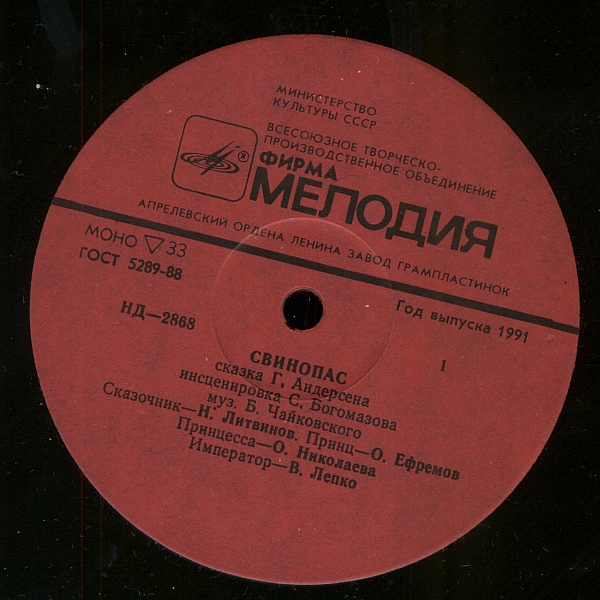 МИНИСТЕРСТВО
КУЛЬТУРЫ СССР
ВСЕСОЮЗНОЕ ТВОРЧЕСКО-
ПРОИЗВОДСТВЕННОЕ ОБЪЕДИНЕНИЕ
®
ФИРМА
МЕЛОДИЯ
АПРЕЛЕВСКИЙ ОРДЕНА ЛЕНИНА ЗАВОД ГРАМПЛАСТИНОК
МОНО ▽ 33
ГОСТ 5289-88
Год выпуска 1991
НД—2868
1
СВИНОПАС
сказка Г. Андерсена
инсценировка С. Богомазова
муз. Б. Чайковского
Сказочник—Н. Литвинов. Принц—О. Ефремов
Принцесса—О. Николаева
Император—В. Лепко